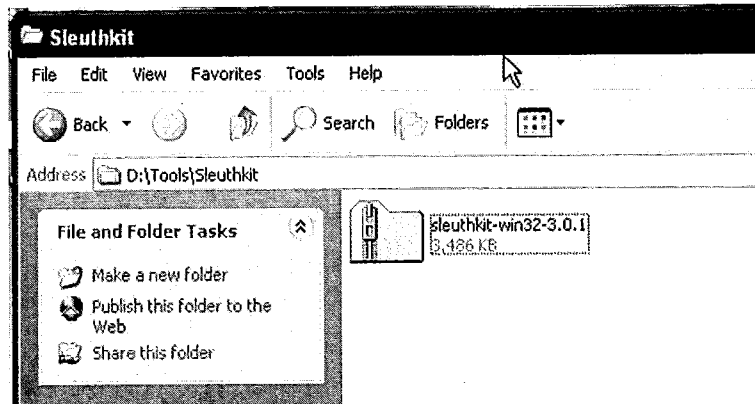 Sleuthkit
File Edit View Favorites Tools Help
Back Search Folders
Address D:\Tools\Sleuthkit
File and Folder Tasks
Make a new folder
Publish this folder to the
Web
Share this folder
sleuthkit-win32-3.0.1
3,486 KB